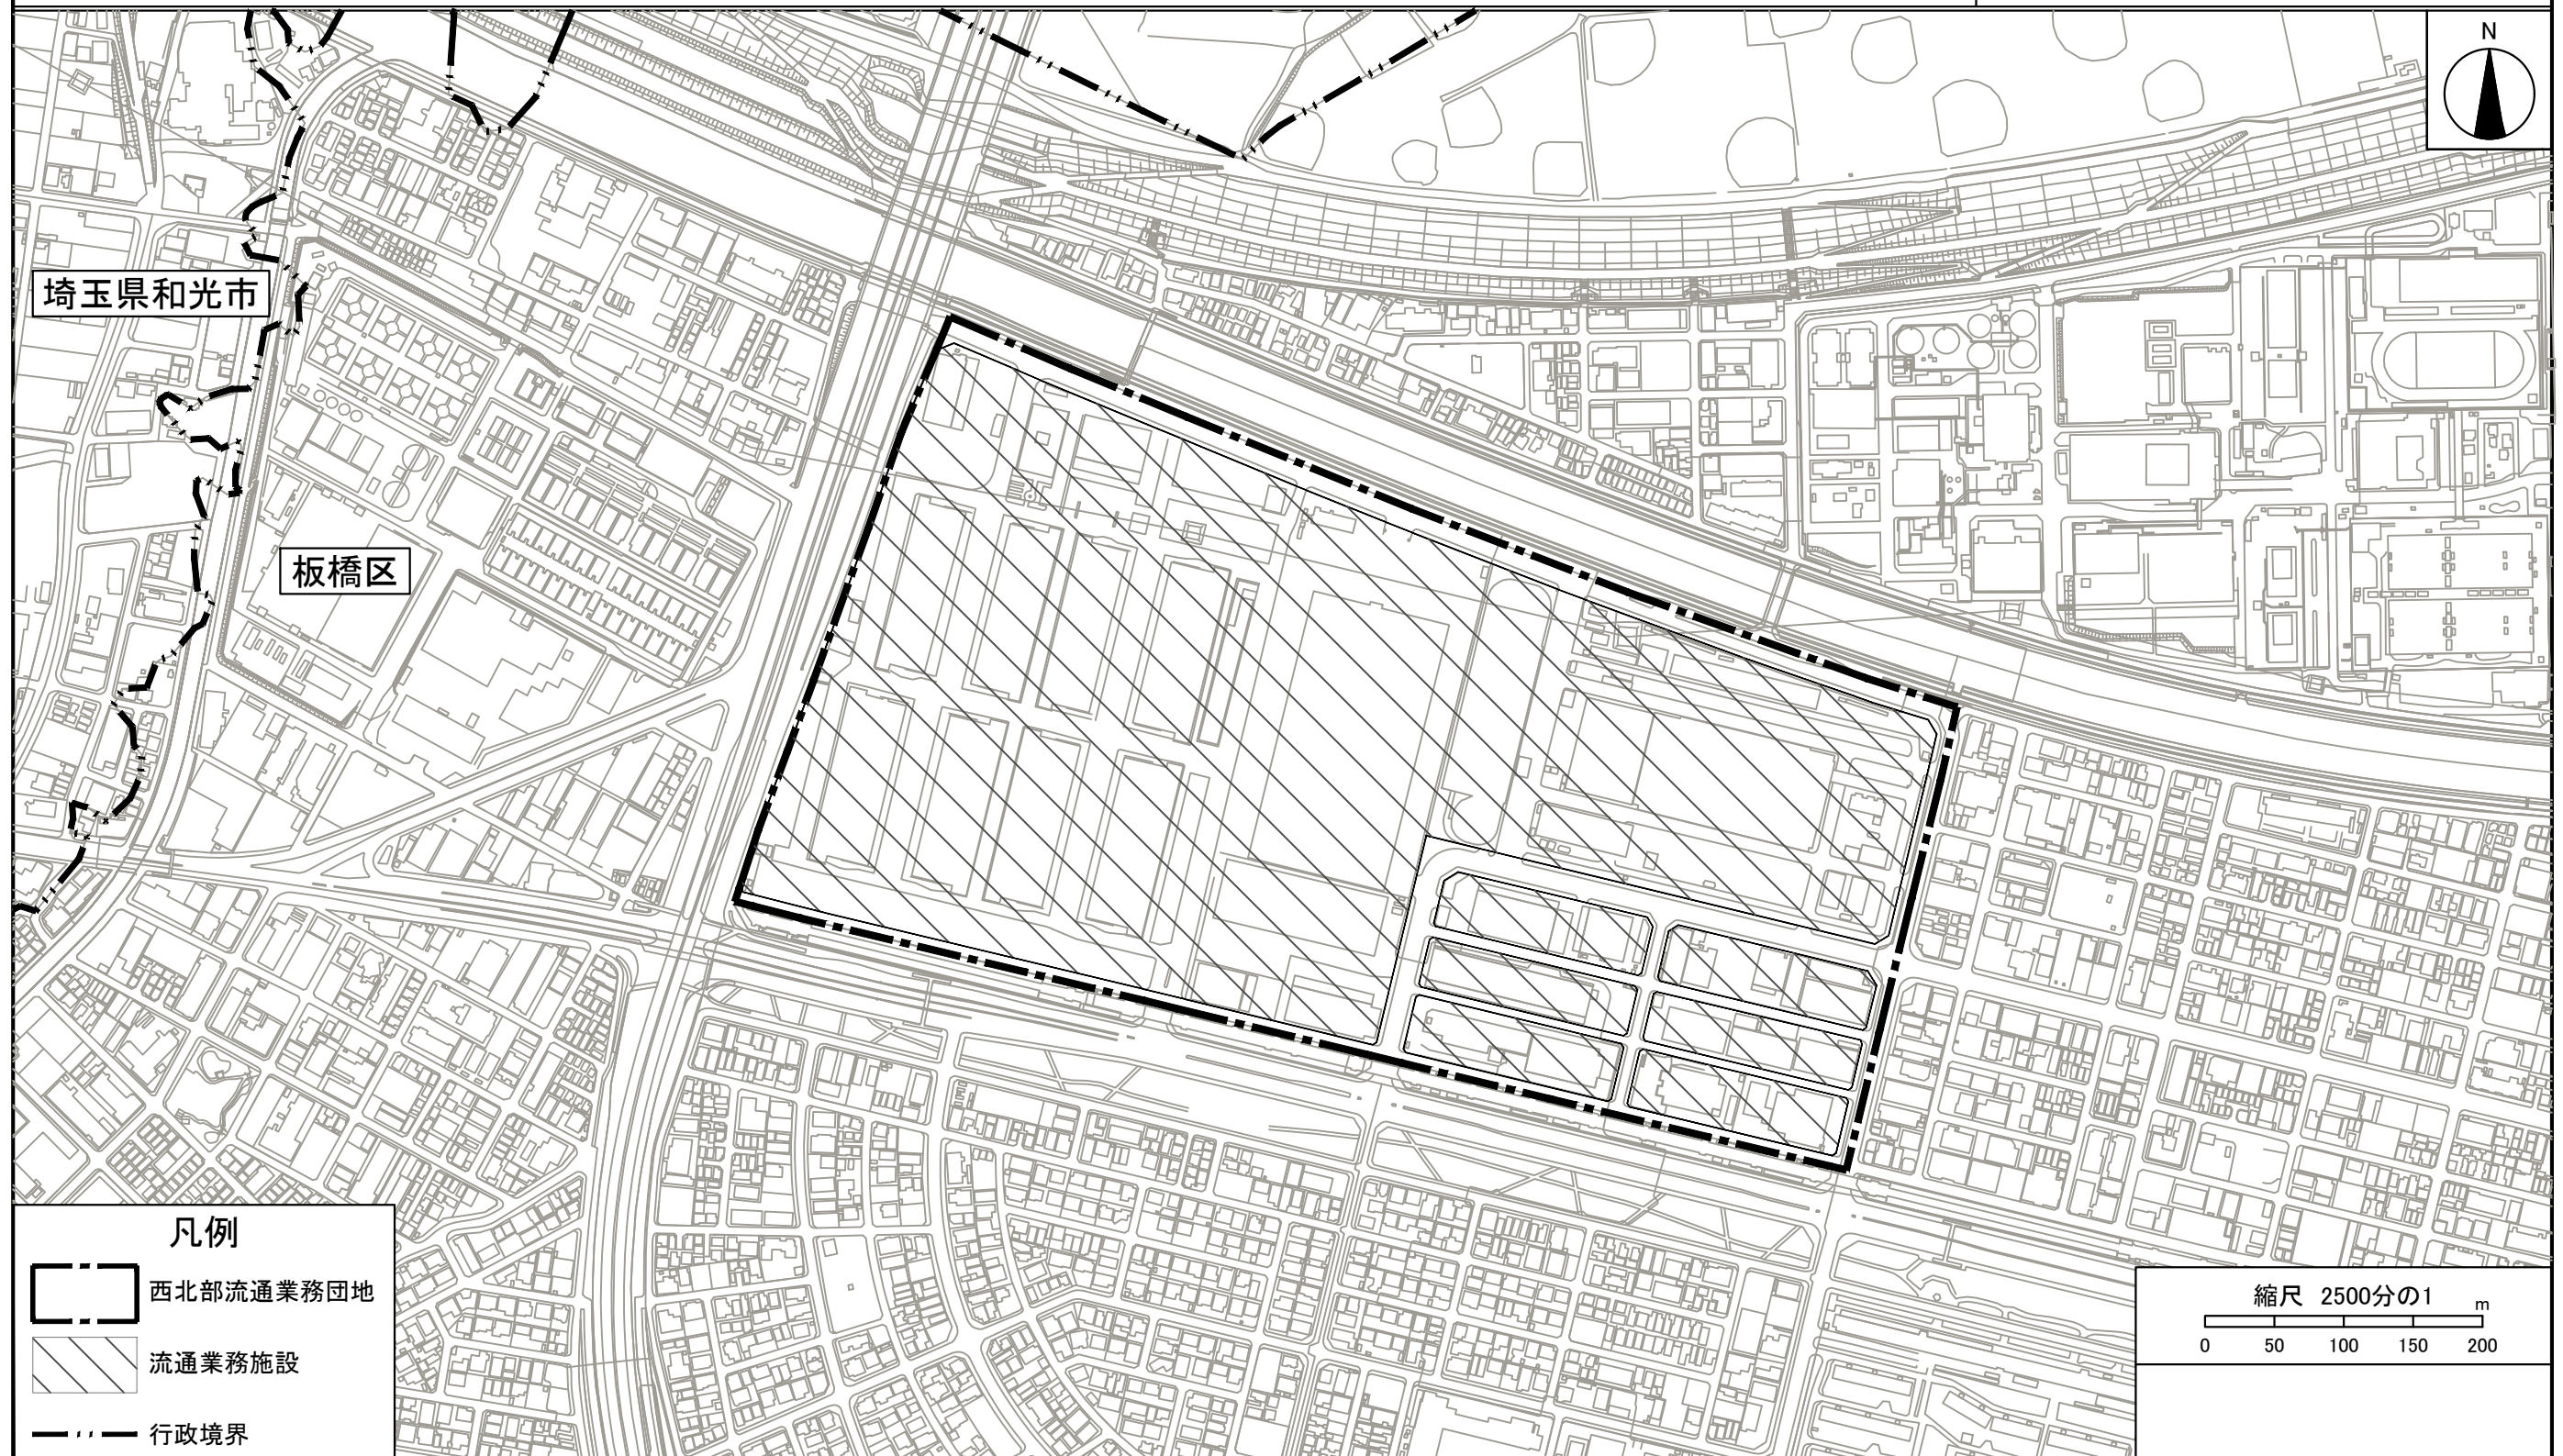 N
埼玉県和光市
板橋区
凡例
西北部流通業務団地
流通業務施設
行政境界
縮尺 2500分の1
m
0 50 100 150 200